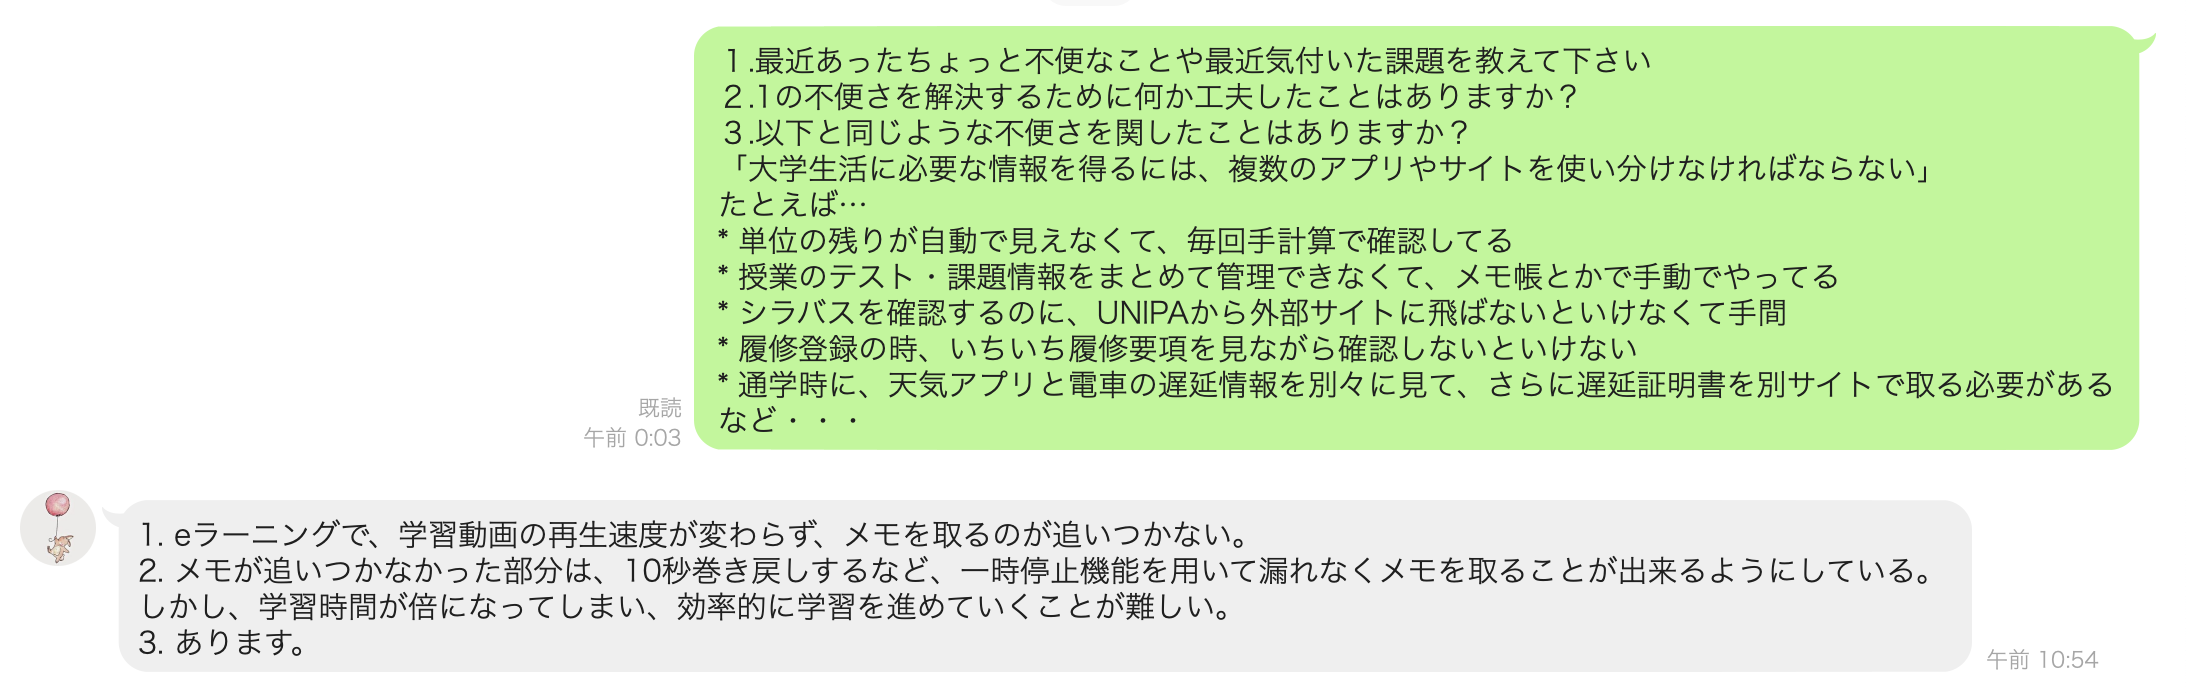 １.最近あったちょっと不便なことや最近気付いた課題を教えて下さい
２.1の不便さを解決するために何か工夫したことはありますか？
３.以下と同じような不便さを関したことはありますか？
「大学生活に必要な情報を得るには、複数のアプリやサイトを使い分けなければならない」
たとえば…
* 単位の残りが自動で見えなくて、毎回手計算で確認してる
* 授業のテスト・課題情報をまとめて管理できなくて、メモ帳とかで手動でやってる
* シラバスを確認するのに、UNIPAから外部サイトに飛ばないといけなくて手間
* 履修登録の時、いちいち履修要項を見ながら確認しないといけない
* 通学時に、天気アプリと電車の遅延情報を別々に見て、さらに遅延証明書を別サイトで取る必要がある
など・・・
既読
午前 0:03
1. eラーニングで、学習動画の再生速度が変わらず、メモを取るのが追いつかない。
2. メモが追いつかなかった部分は、10秒巻き戻しするなど、一時停止機能を用いて漏れなくメモを取ることが出来るようにしている。
しかし、学習時間が倍になってしまい、効率的に学習を進めていくことが難しい。
3. あります。
午前 10:54